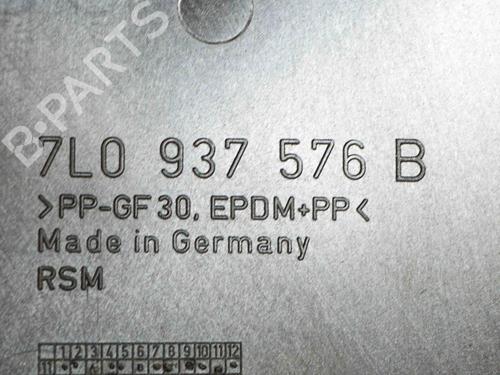 B-PARTS
7L0 937 576 B
>PP-GF30, EPDM+PP<
Made in Germany
RSM
1 2 3 4 5 6 7 8 9 10 11 12
11